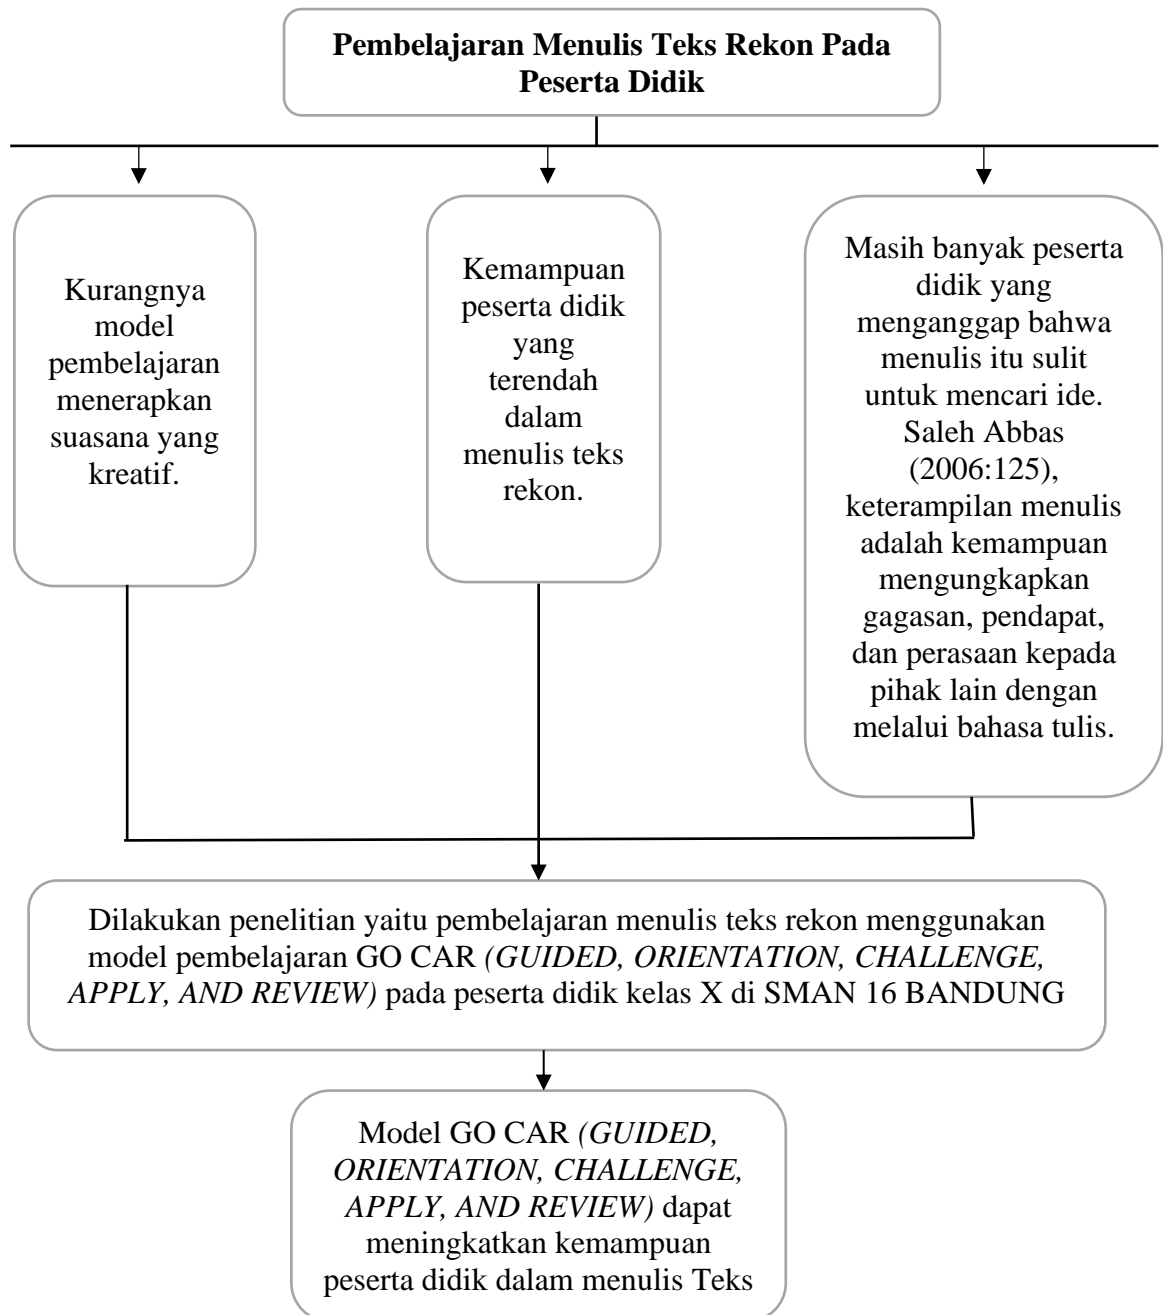 Pembelajaran Menulis Teks Rekon Pada
Peserta Didik
Kurangnya
model
pembelajaran
menerapkan
suasana yang
kreatif.
Kemampuan
peserta didik
yang
terendah
dalam
menulis teks
rekon.
Masih banyak peserta
didik yang
menganggap bahwa
menulis itu sulit
untuk mencari ide.
Saleh Abbas
(2006:125),
keterampilan menulis
adalah kemampuan
mengungkapkan
gagasan, pendapat,
dan perasaan kepada
pihak lain dengan
melalui bahasa tulis.
Dilakukan penelitian yaitu pembelajaran menulis teks rekon menggunakan
model pembelajaran GO CAR (GUIDED, ORIENTATION, CHALLENGE,
APPLY, AND REVIEW) pada peserta didik kelas X di SMAN 16 BANDUNG
Model GO CAR (GUIDED,
ORIENTATION, CHALLENGE,
APPLY, AND REVIEW) dapat
meningkatkan kemampuan
peserta didik dalam menulis Teks